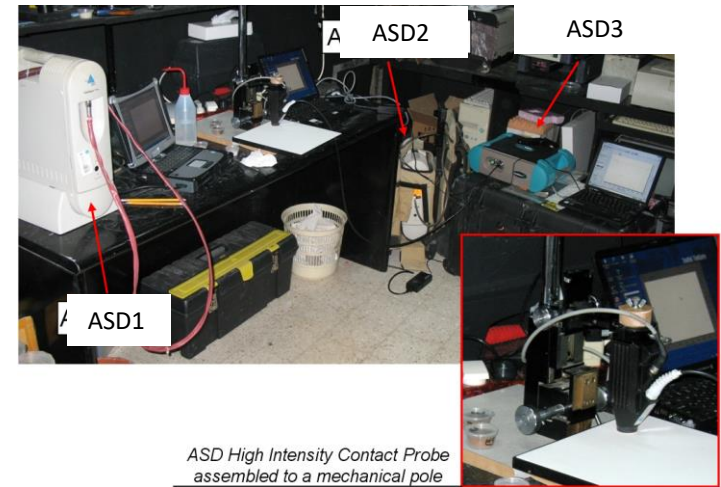 ASD2
ASD3
ASD1
ASD High Intensity Contact Probe
assembled to a mechanical pole